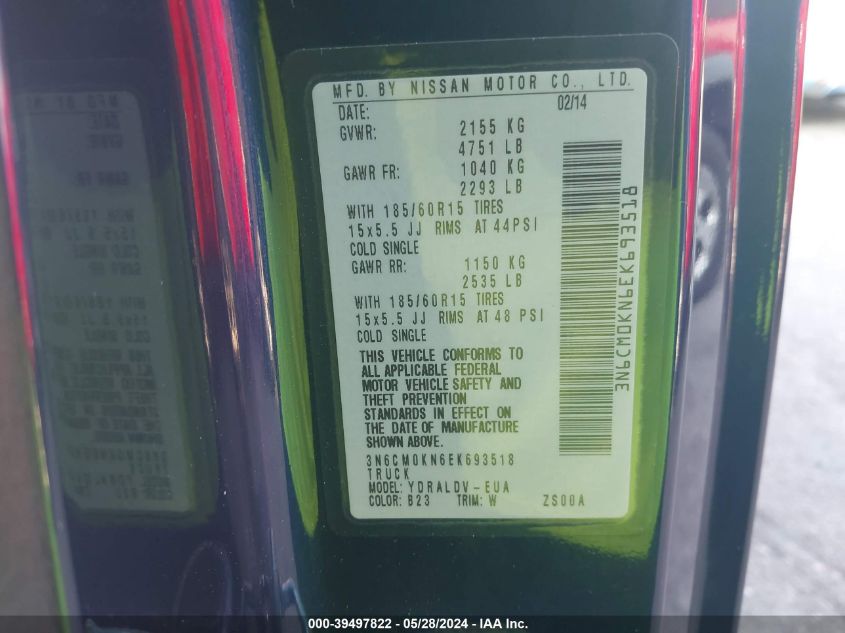 MFD. BY NISSAN MOTOR CO., LTD.
DATE: 02/14
GVWR: 2155 KG
4751 LB
GAWR FR: 1040 KG
2293 LB
WITH 185/60R15 TIRES
15x5.5 JJ RIMS AT 44PSI
COLD SINGLE
GAWR RR: 1150 KG
2535 LB
WITH 185/60R15 TIRES
15x5.5 JJ RIMS AT 48 PSI
COLD SINGLE
THIS VEHICLE CONFORMS TO
ALL APPLICABLE FEDERAL
MOTOR VEHICLE SAFETY AND
THEFT PREVENTION
STANDARDS IN EFFECT ON
THE DATE OF MANUFACTURE
SHOWN ABOVE.
3N6CM0KN6EK693518
TRUCK
MODEL: YDRALDV-EUA
COLOR: B23 TRIM: W ZS00A
3N6CM0KN6EK693518
000-39497822 - 05/28/2024 - IAA Inc.